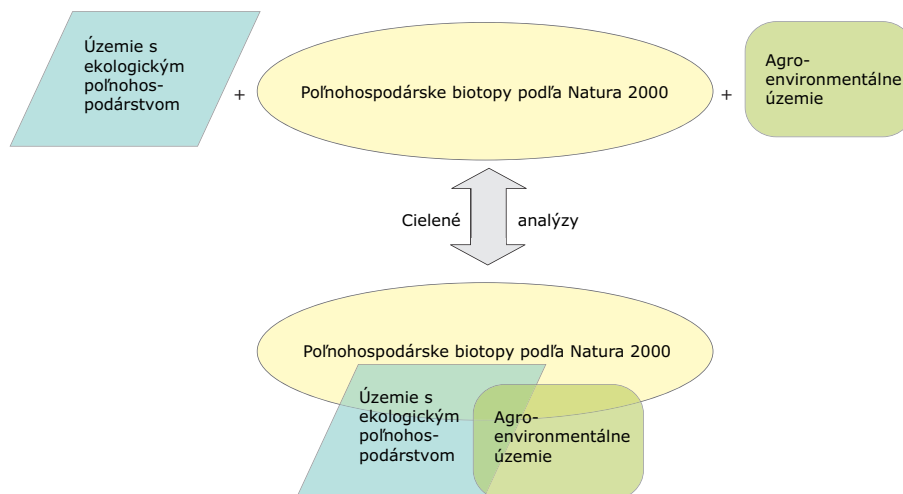 Územie s
ekologickým
poľnohos-
podárstvom
+
Poľnohospodárske biotopy podľa Natura 2000
+
Agro-
environmentálne
územie
Cielené analýzy
Poľnohospodárske biotopy podľa Natura 2000
Územie s
ekologickým
poľnohos-
podárstvom
Agro-
environmentálne
územie